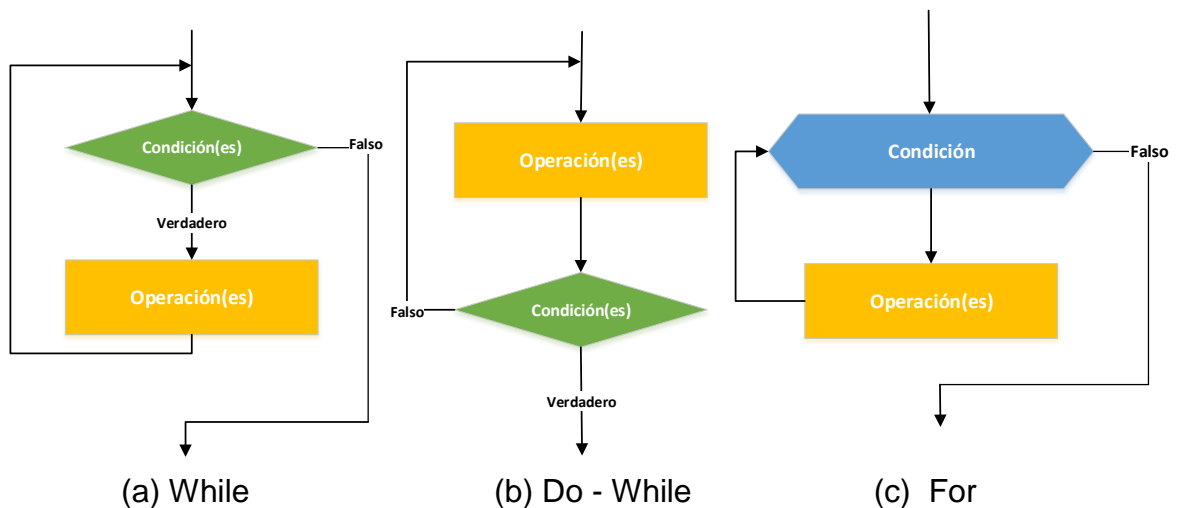 Condición(es)
Falso
Verdadero
Operación(es)
(a) While
Operación(es)
Condición(es)
Falso
Verdadero
(b) Do - While
Condición
Falso
Operación(es)
(c) For